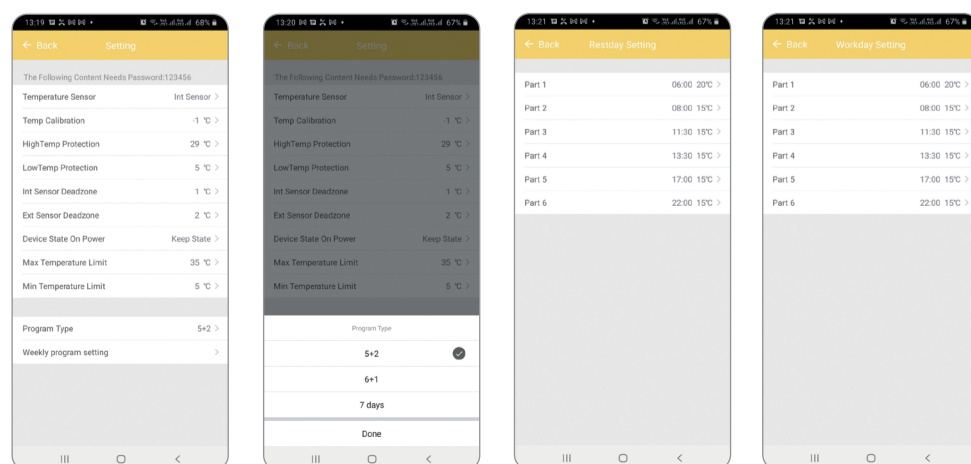 13:19
68%
← Back Setting
The Following Content Needs Password:123456
Temperature Sensor Int Sensor >
Temp Calibration -1 °C >
HighTemp Protection 29 °C >
LowTemp Protection 5 °C >
Int Sensor Deadzone 1 °C >
Ext Sensor Deadzone 2 °C >
Device State On Power Keep State >
Max Temperature Limit 35 °C >
Min Temperature Limit 5 °C >
Program Type 5+2 >
Weekly program setting >
13:20
67%
← Back Setting
The Following Content Needs Password:123456
Temperature Sensor Int Sensor >
Temp Calibration -1 °C >
HighTemp Protection 29 °C >
LowTemp Protection 5 °C >
Int Sensor Deadzone 1 °C >
Ext Sensor Deadzone 2 °C >
Device State On Power Keep State >
Max Temperature Limit 35 °C >
Min Temperature Limit 5 °C >
Program Type
5+2
6+1
7 days
Done
13:21
67%
← Back Restday Setting
Part 1 06:00 20°C >
Part 2 08:00 15°C >
Part 3 11:30 15°C >
Part 4 13:30 15°C >
Part 5 17:00 15°C >
Part 6 22:00 15°C >
13:21
67%
← Back Workday Setting
Part 1 06:00 20°C >
Part 2 08:00 15°C >
Part 3 11:30 15°C >
Part 4 13:30 15°C >
Part 5 17:00 15°C >
Part 6 22:00 15°C >